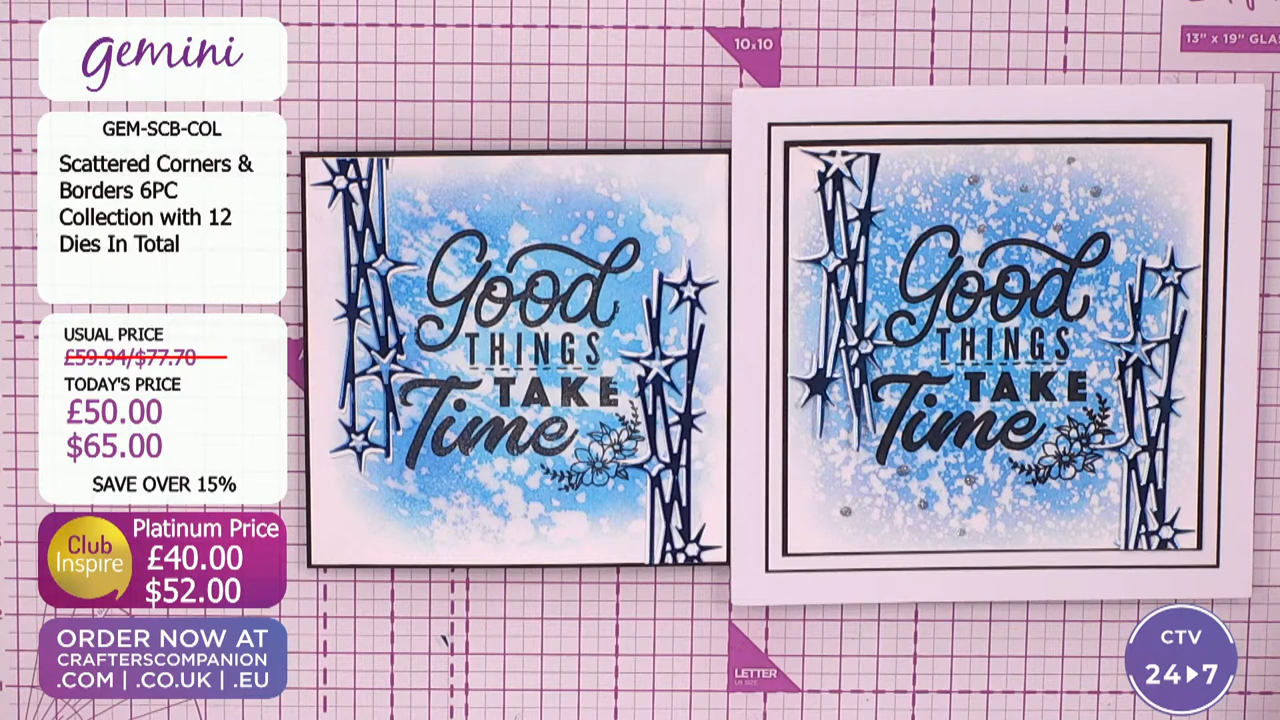 gemini
GEM-SCB-COL
Scattered Corners &
Borders 6PC
Collection with 12
Dies In Total
USUAL PRICE
£59.94/$77.70
TODAY'S PRICE
£50.00
$65.00
SAVE OVER 15%
Club
Inspire
Platinum Price
£40.00
$52.00
ORDER NOW AT
CRAFTERSCOMPANION
.COM | .CO.UK | .EU
10x10
13" x 19" GLA
Good
THINGS
TAKE
Time
Good
THINGS
TAKE
Time
LETTER
US SIZE
CTV
24▶7